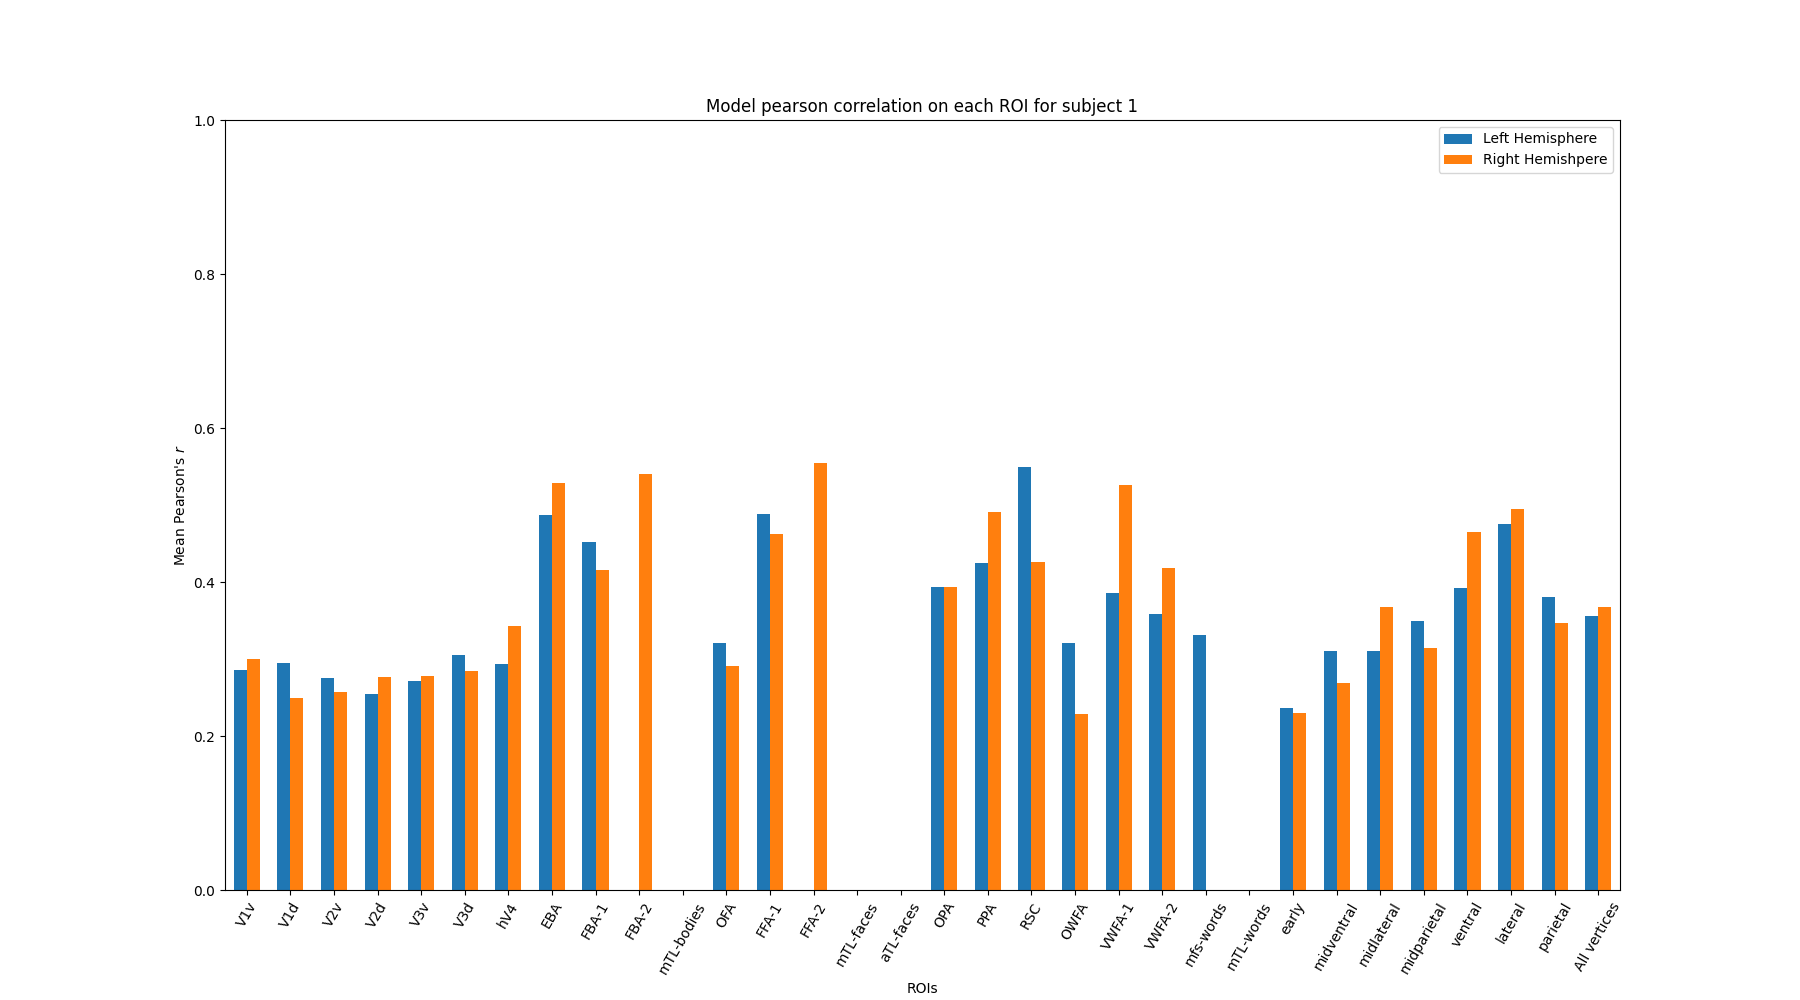 Model pearson correlation on each ROI for subject 1
1.0
0.8
0.6
0.4
0.2
0.0
Mean Pearson's r
Left Hemisphere
Right Hemishpere
V1v
V1d
V2v
V2d
V3v
V3d
hV4
EBA
FBA-1
FBA-2
mTL-bodies
OFA
FFA-1
FFA-2
mTL-faces
aTL-faces
OPA
PPA
RSC
OWFA
VWFA-1
VWFA-2
mfs-words
mTL-words
early
midventral
midlateral
midparietal
ventral
lateral
parietal
All vertices
ROIs